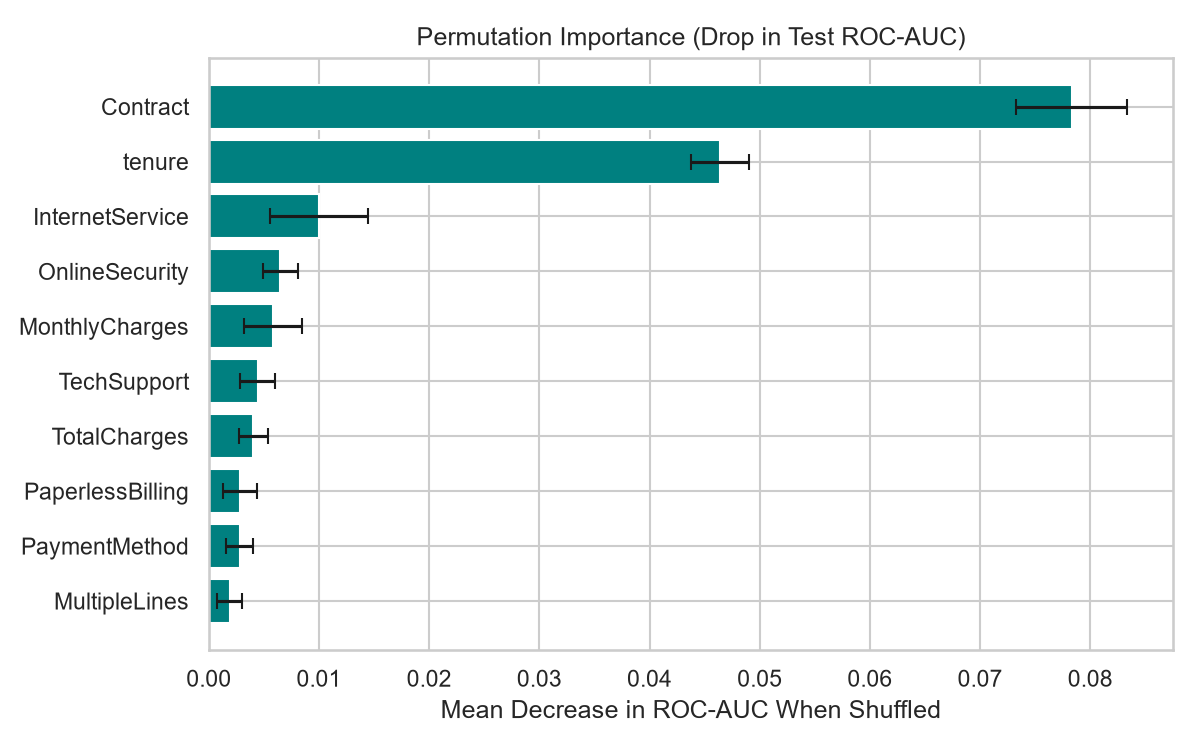 Permutation Importance (Drop in Test ROC-AUC)
Contract
tenure
InternetService
OnlineSecurity
MonthlyCharges
TechSupport
TotalCharges
PaperlessBilling
PaymentMethod
MultipleLines
0.00 0.01 0.02 0.03 0.04 0.05 0.06 0.07 0.08
Mean Decrease in ROC-AUC When Shuffled